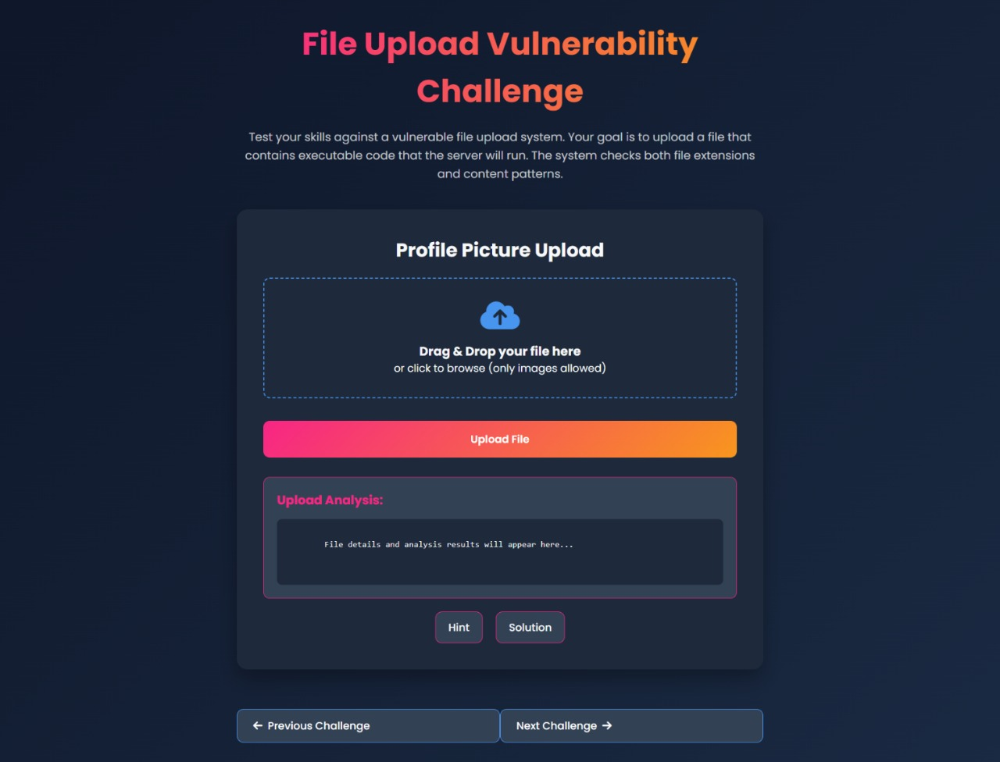 File Upload Vulnerability
Challenge
Test your skills against a vulnerable file upload system. Your goal is to upload a file that
contains executable code that the server will run. The system checks both file extensions
and content patterns.
Profile Picture Upload
Drag & Drop your file here
or click to browse (only images allowed)
Upload File
Upload Analysis:
File details and analysis results will appear here...
Hint
Solution
← Previous Challenge
Next Challenge →